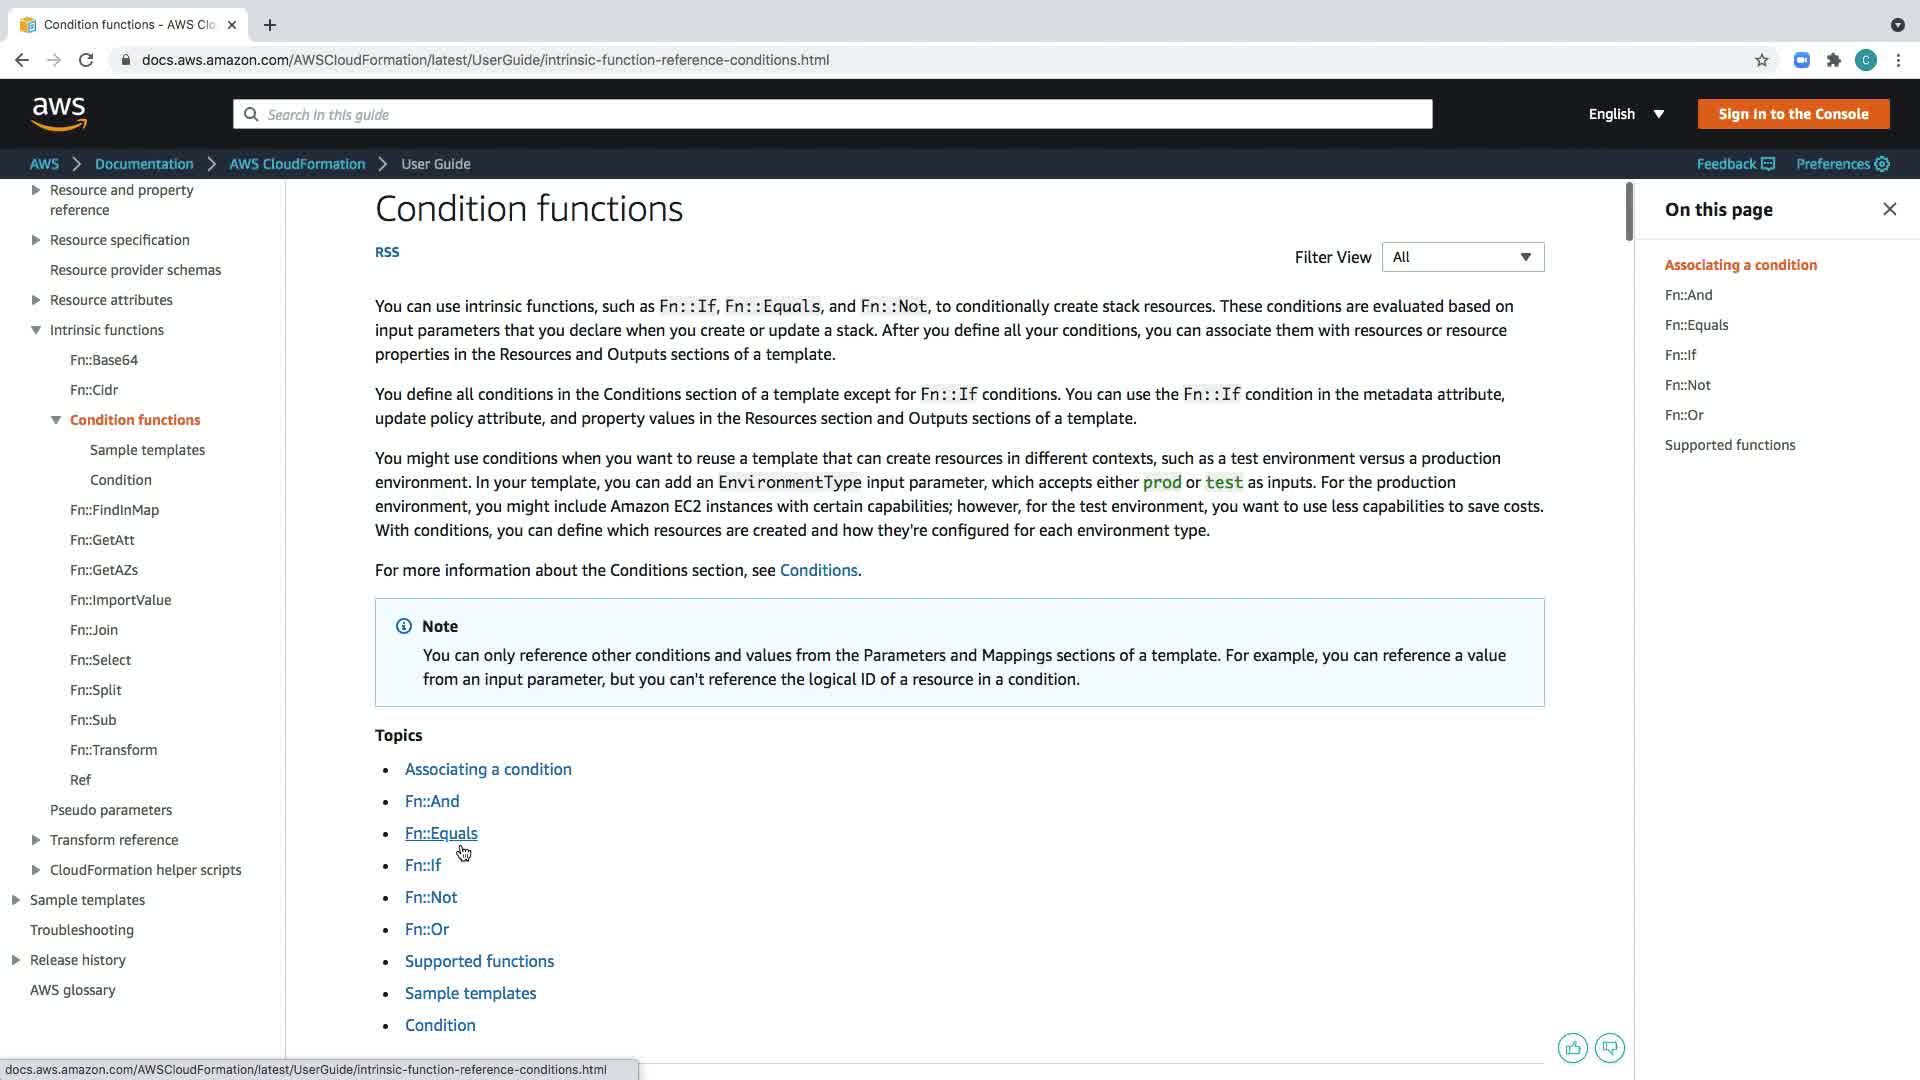 Condition functions - AWS Clo
docs.aws.amazon.com/AWSCloudFormation/latest/UserGuide/intrinsic-function-reference-conditions.html
C
aws
Search in this guide
English
Sign In to the Console
AWS
Documentation
AWS CloudFormation
User Guide
Feedback
Preferences
Resource and property
reference
Resource specification
Resource provider schemas
Resource attributes
Intrinsic functions
Fn::Base64
Fn::Cidr
Condition functions
Sample templates
Condition
Fn::FindInMap
Fn::GetAtt
Fn::GetAZs
Fn::ImportValue
Fn::Join
Fn::Select
Fn::Split
Fn::Sub
Fn::Transform
Ref
Pseudo parameters
Transform reference
CloudFormation helper scripts
Sample templates
Troubleshooting
Release history
AWS glossary
Condition functions
RSS
Filter View
All
You can use intrinsic functions, such as Fn::If, Fn::Equals, and Fn::Not, to conditionally create stack resources. These conditions are evaluated based on
input parameters that you declare when you create or update a stack. After you define all your conditions, you can associate them with resources or resource
properties in the Resources and Outputs sections of a template.
You define all conditions in the Conditions section of a template except for Fn::If conditions. You can use the Fn::If condition in the metadata attribute,
update policy attribute, and property values in the Resources section and Outputs sections of a template.
You might use conditions when you want to reuse a template that can create resources in different contexts, such as a test environment versus a production
environment. In your template, you can add an EnvironmentType input parameter, which accepts either prod or test as inputs. For the production
environment, you might include Amazon EC2 instances with certain capabilities; however, for the test environment, you want to use less capabilities to save costs.
With conditions, you can define which resources are created and how they're configured for each environment type.
For more information about the Conditions section, see Conditions.
Note
You can only reference other conditions and values from the Parameters and Mappings sections of a template. For example, you can reference a value
from an input parameter, but you can't reference the logical ID of a resource in a condition.
Topics
Associating a condition
Fn::And
Fn::Equals
Fn::If
Fn::Not
Fn::Or
Supported functions
Sample templates
Condition
On this page
Associating a condition
Fn::And
Fn::Equals
Fn::If
Fn::Not
Fn::Or
Supported functions
docs.aws.amazon.com/AWSCloudFormation/latest/UserGuide/intrinsic-function-reference-conditions.html